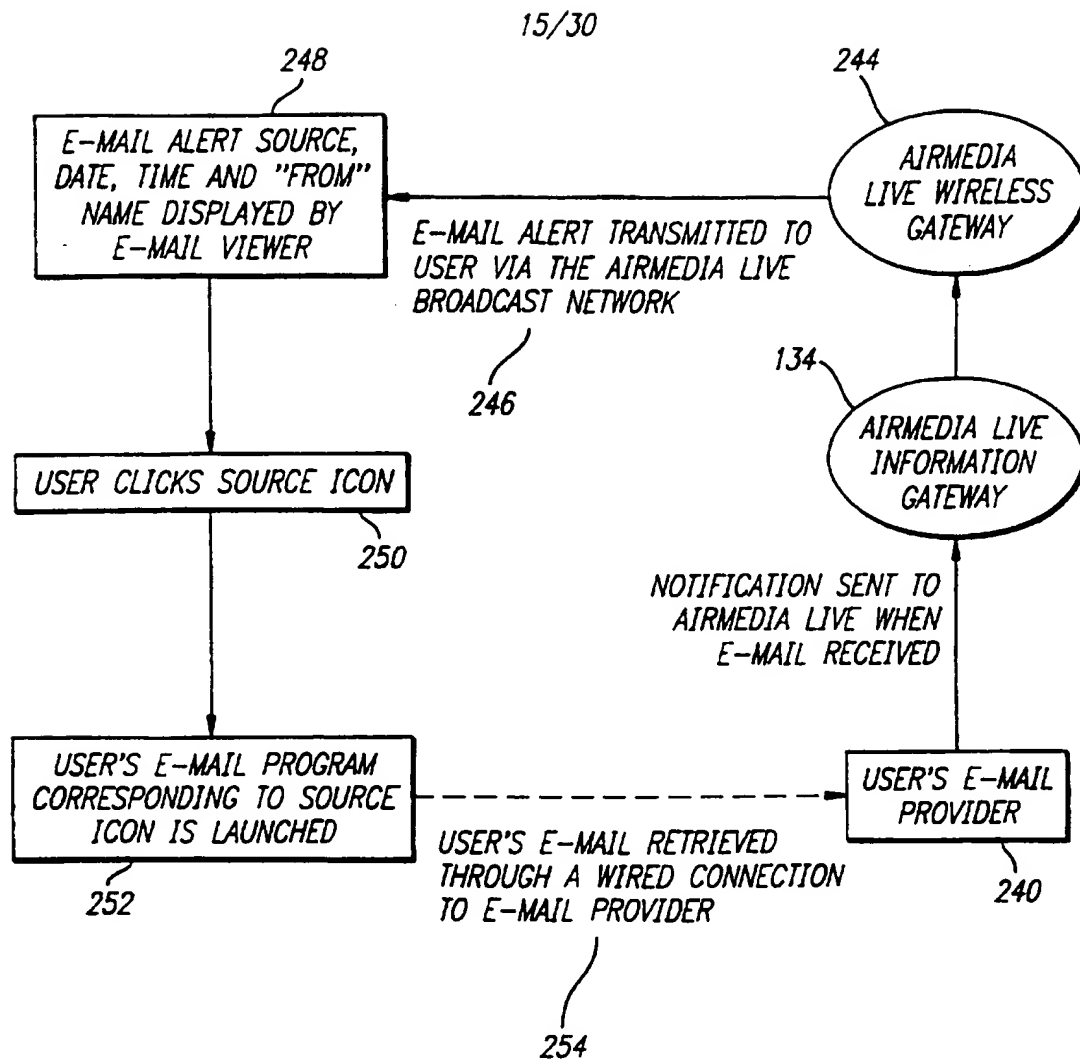 15/30
248
244
E-MAIL ALERT SOURCE,
DATE, TIME AND "FROM"
NAME DISPLAYED BY
E-MAIL VIEWER
AIRMEDIA
LIVE WIRELESS
GATEWAY
E-MAIL ALERT TRANSMITTED TO
USER VIA THE AIRMEDIA LIVE
BROADCAST NETWORK
246
134
AIRMEDIA LIVE
INFORMATION
GATEWAY
USER CLICKS SOURCE ICON
250
NOTIFICATION SENT TO
AIRMEDIA LIVE WHEN
E-MAIL RECEIVED
USER'S E-MAIL PROGRAM
CORRESPONDING TO SOURCE
ICON IS LAUNCHED
252
USER'S E-MAIL
PROVIDER
240
USER'S E-MAIL RETRIEVED
THROUGH A WIRED CONNECTION
TO E-MAIL PROVIDER
254